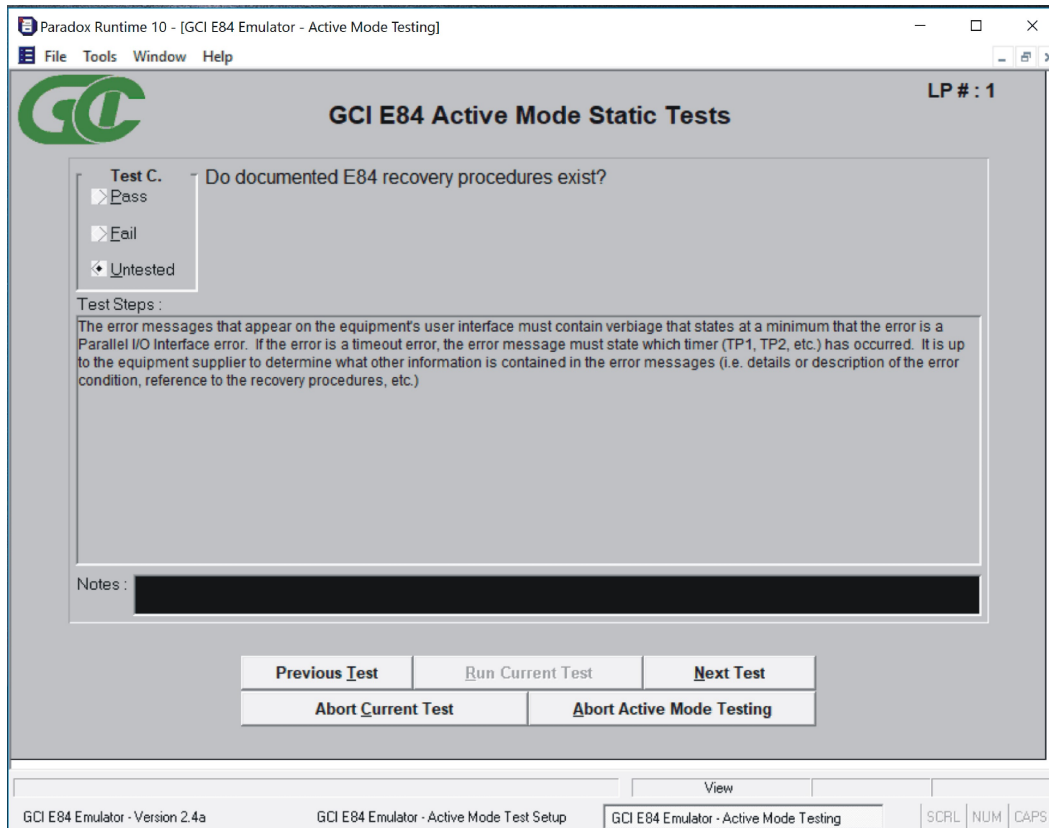 Paradox Runtime 10 - [GCI E84 Emulator - Active Mode Testing]
File Tools Window Help
GCI
LP # : 1
GCI E84 Active Mode Static Tests
Test C.
Do documented E84 recovery procedures exist?
Pass
Fail
Untested
Test Steps :
The error messages that appear on the equipment's user interface must contain verbiage that states at a minimum that the error is a
Parallel I/O Interface error. If the error is a timeout error, the error message must state which timer (TP1, TP2, etc.) has occurred. It is up
to the equipment supplier to determine what other information is contained in the error messages (i.e. details or description of the error
condition, reference to the recovery procedures, etc.)
Notes :
Previous Test Run Current Test Next Test
Abort Current Test Abort Active Mode Testing
View
GCI E84 Emulator - Version 2.4a GCI E84 Emulator - Active Mode Test Setup GCI E84 Emulator - Active Mode Testing SCRL NUM CAPS